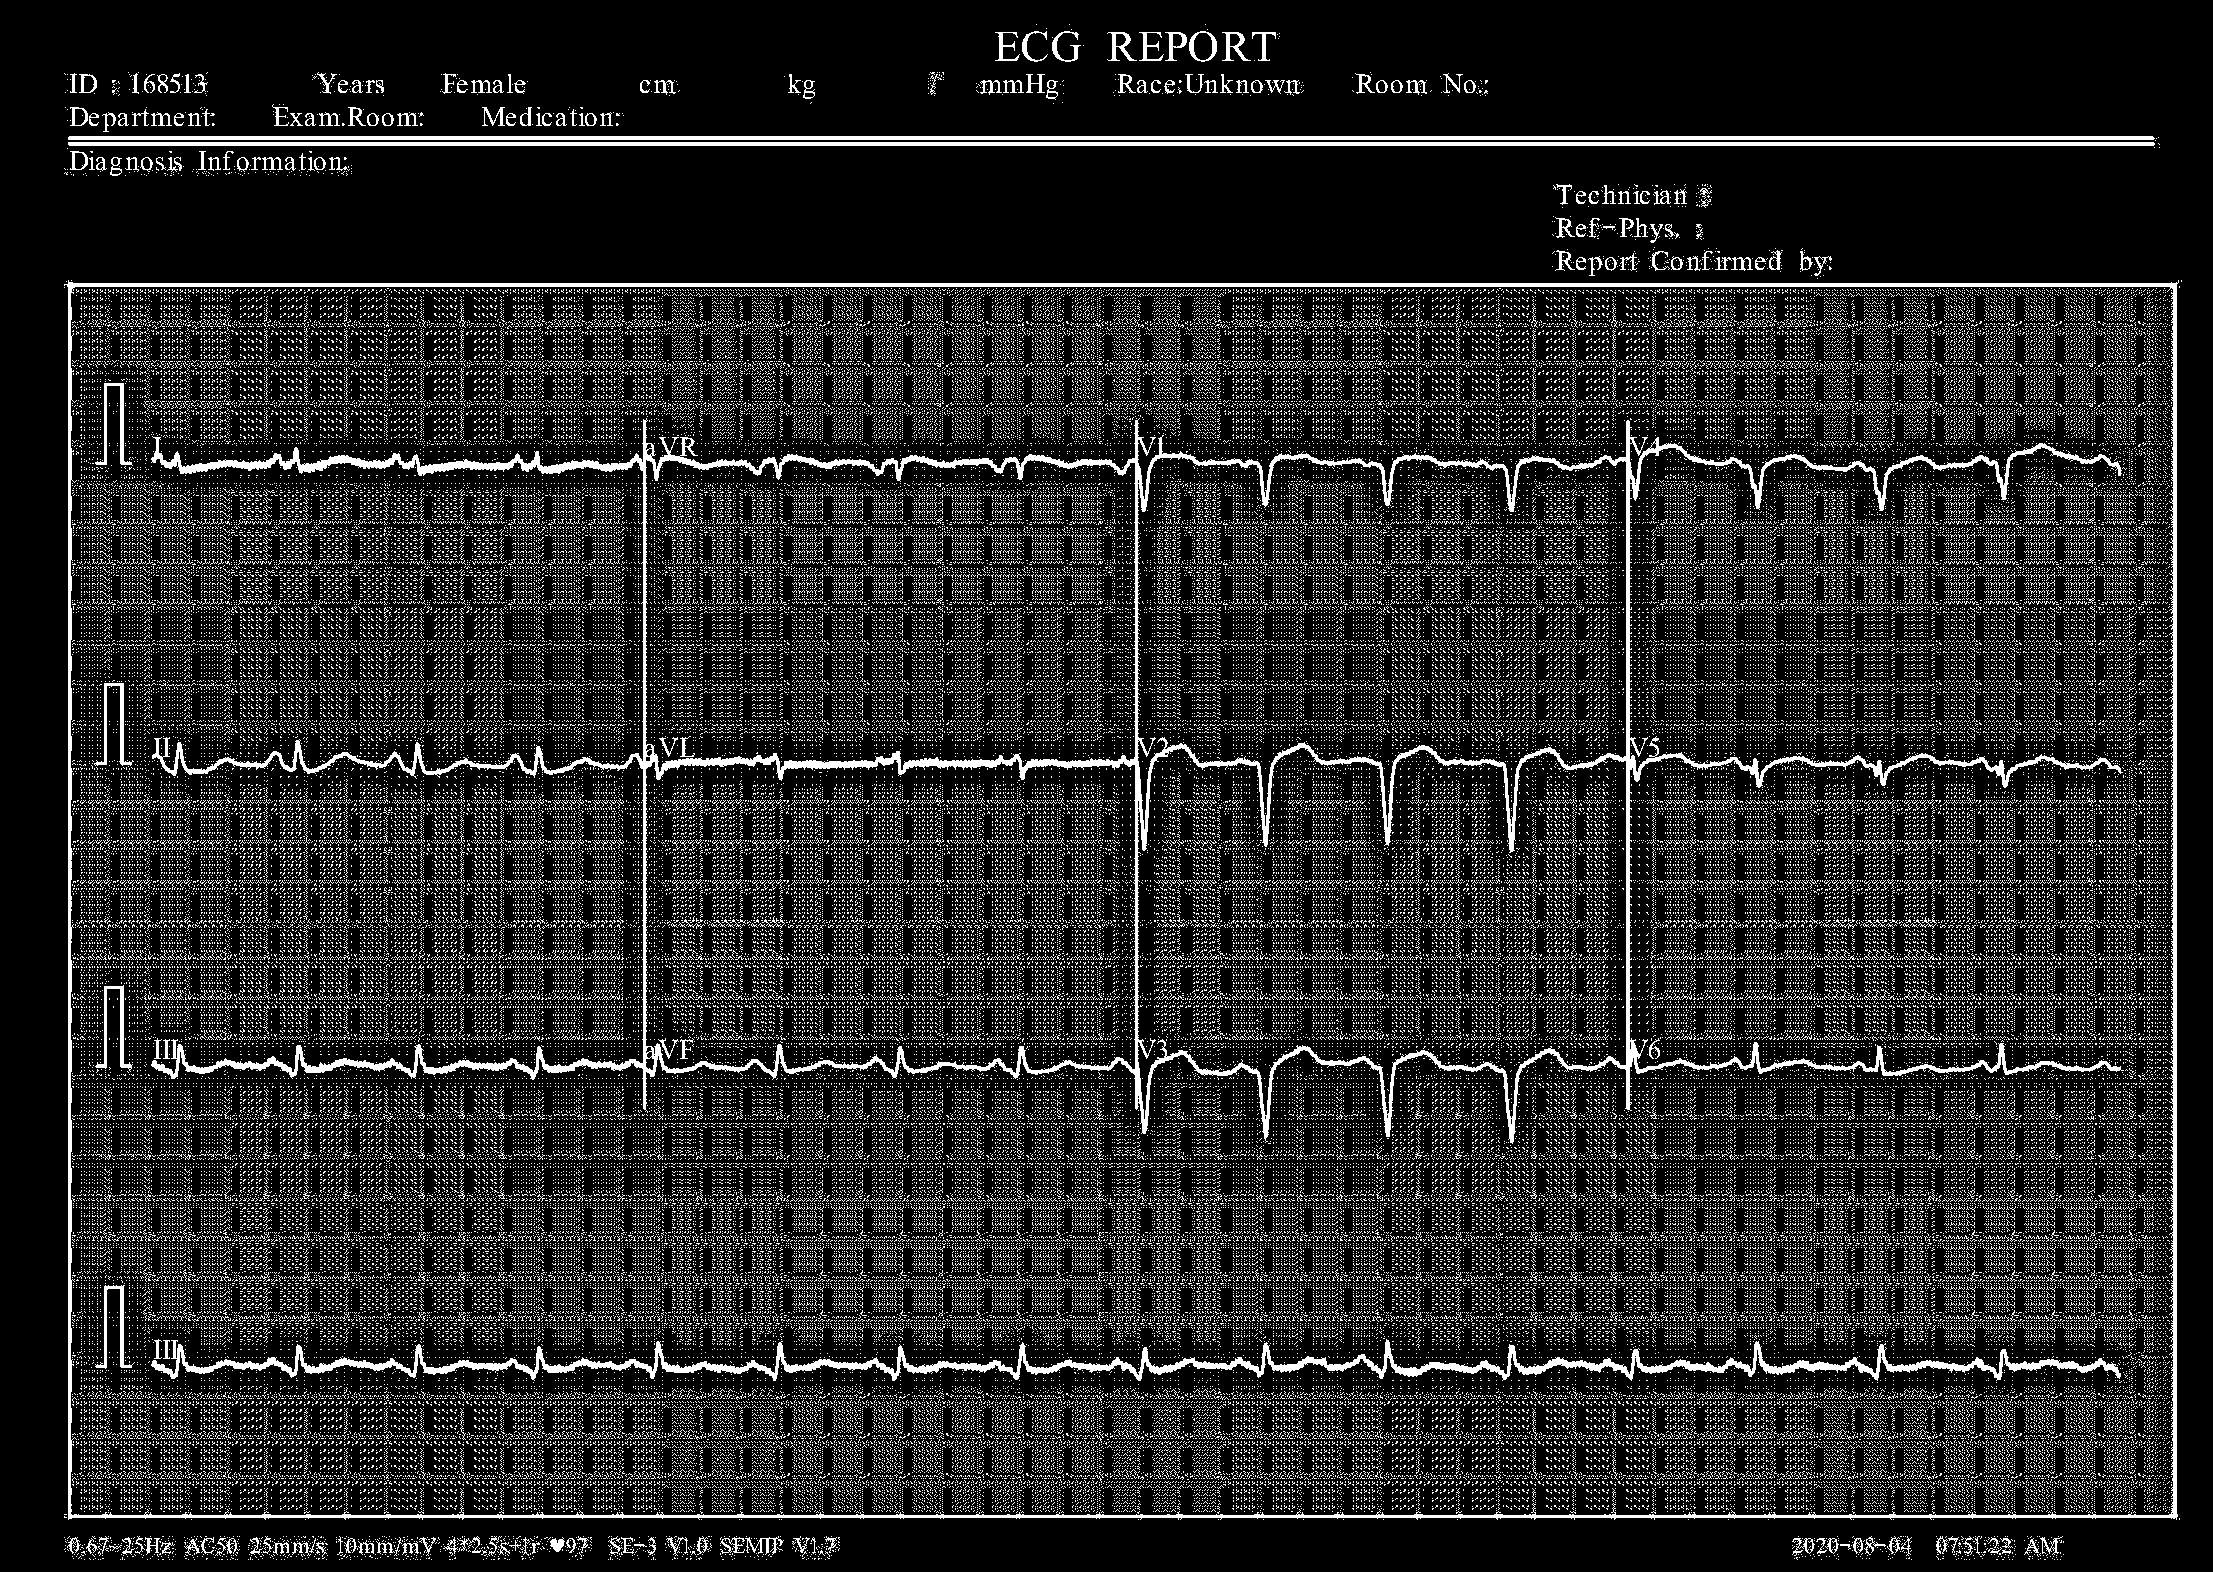 ECG REPORT
ID : 168513 Years Female cm kg / mmHg Race:Unknown Room No.:
Department: Exam.Room: Medication:
Diagnosis Information:
Technician :
Ref-Phys. :
Report Confirmed by:
I aVR V1 V4
II aVL V2 V5
III aVF V3 V6
III
0.67~25Hz AC50 25mm/s 10mm/mV 4*2.5s+1r ♥97 SE-3 V1.0 SEMIP V1.7
2020-08-04 07:51:22 AM